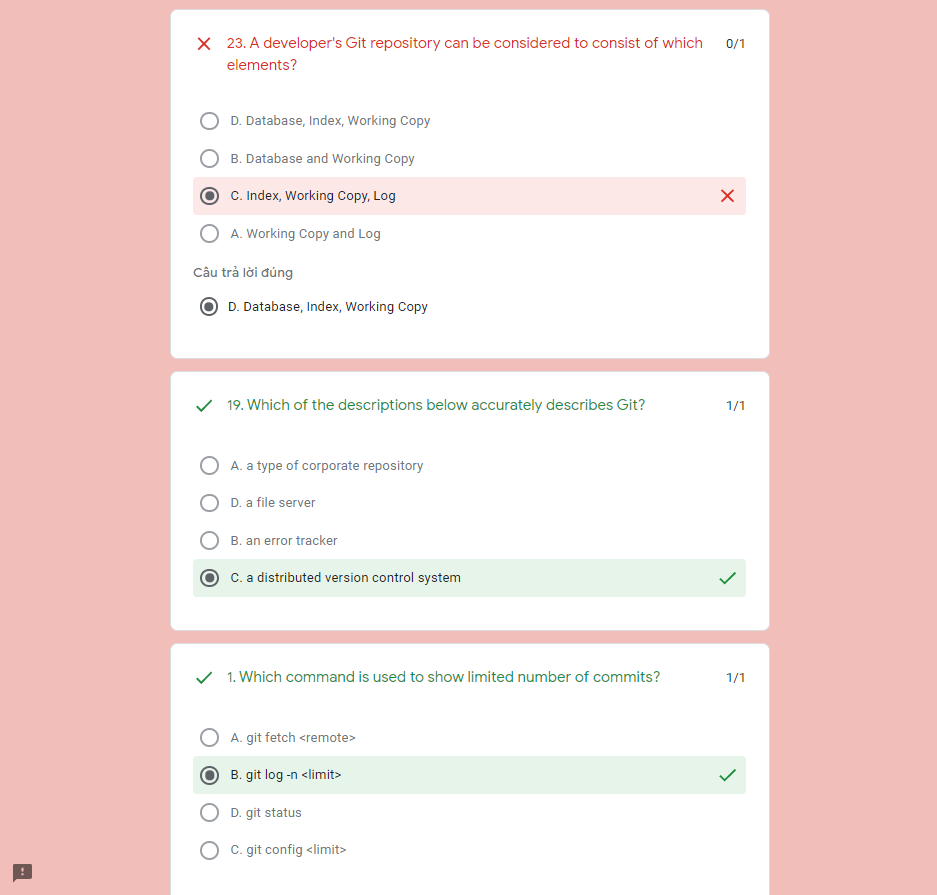 23. A developer's Git repository can be considered to consist of which
elements?
0/1
D. Database, Index, Working Copy
B. Database and Working Copy
C. Index, Working Copy, Log
A. Working Copy and Log
Câu trả lời đúng
D. Database, Index, Working Copy
19. Which of the descriptions below accurately describes Git?
1/1
A. a type of corporate repository
D. a file server
B. an error tracker
C. a distributed version control system
1. Which command is used to show limited number of commits?
1/1
A. git fetch <remote>
B. git log -n <limit>
D. git status
C. git config <limit>